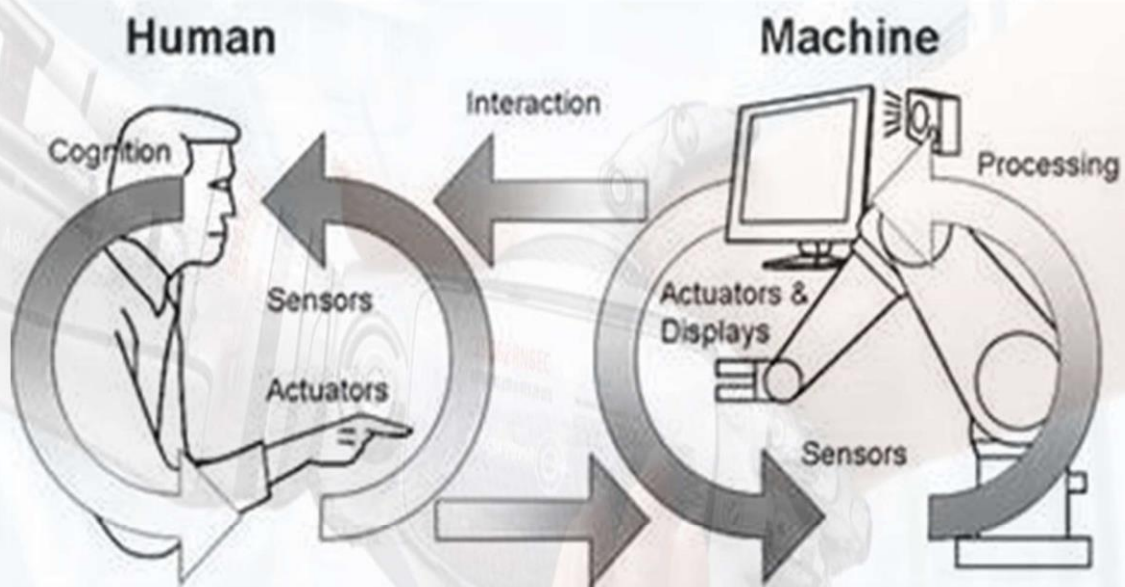 Human
Machine
Interaction
Cognition
Processing
Sensors
Actuators &
Displays
Actuators
Sensors